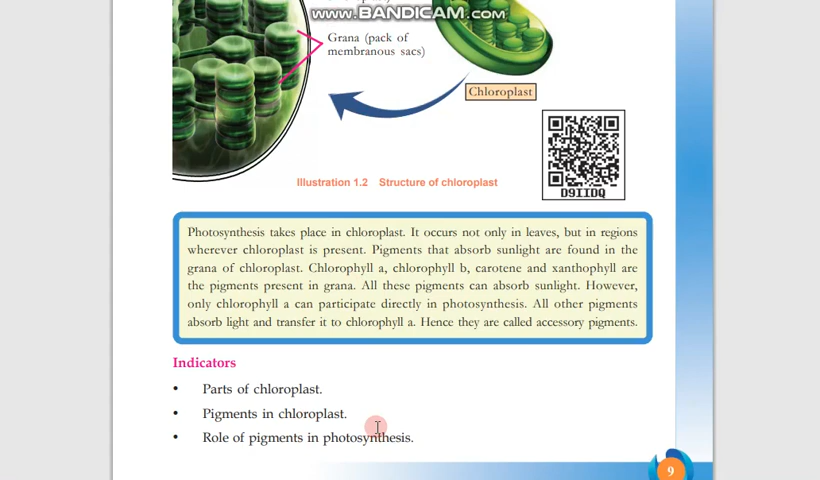 www.BANDICAM.com
Grana (pack of
membranous sacs)
Chloroplast
D9IIDQ
Illustration 1.2 Structure of chloroplast
Photosynthesis takes place in chloroplast. It occurs not only in leaves, but in regions
wherever chloroplast is present. Pigments that absorb sunlight are found in the
grana of chloroplast. Chlorophyll a, chlorophyll b, carotene and xanthophyll are
the pigments present in grana. All these pigments can absorb sunlight. However,
only chlorophyll a can participate directly in photosynthesis. All other pigments
absorb light and transfer it to chlorophyll a. Hence they are called accessory pigments.
Indicators
• Parts of chloroplast.
• Pigments in chloroplast.
• Role of pigments in photosynthesis.
9